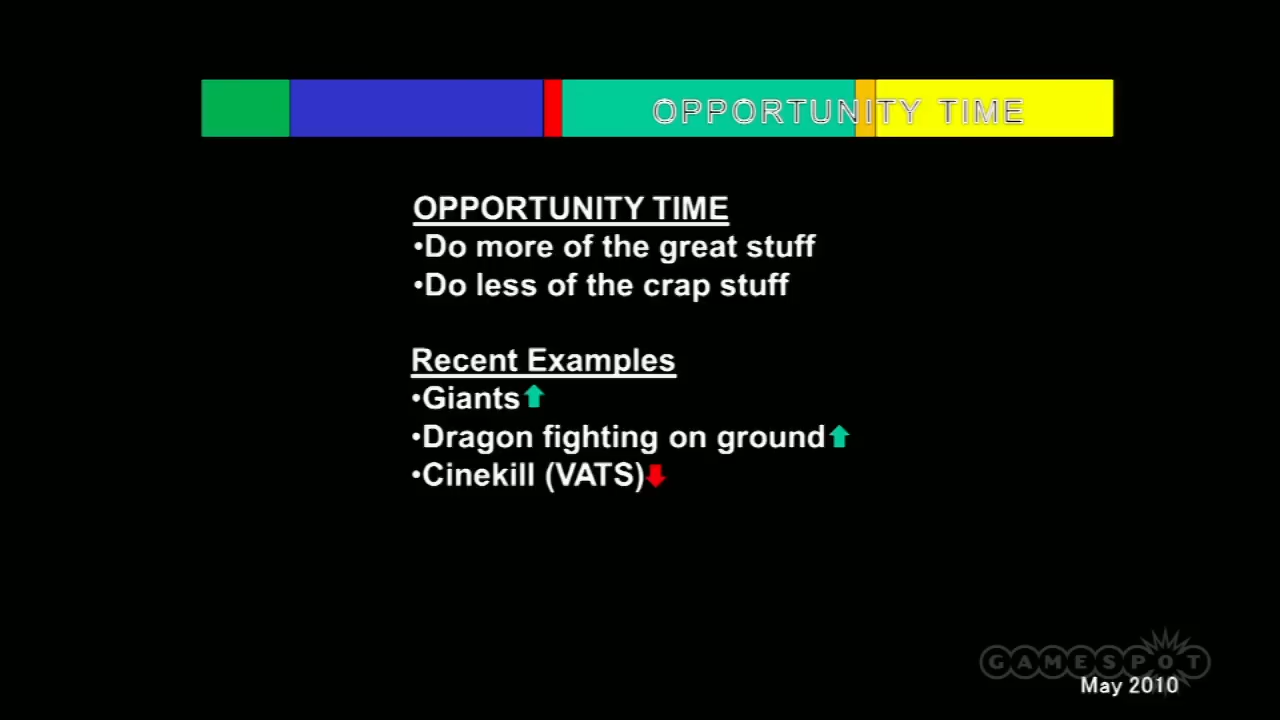 OPPORTUNITY TIME
OPPORTUNITY TIME
•Do more of the great stuff
•Do less of the crap stuff
Recent Examples
•Giants
•Dragon fighting on ground
•Cinekill (VATS)
GAMESPOT
May 2010